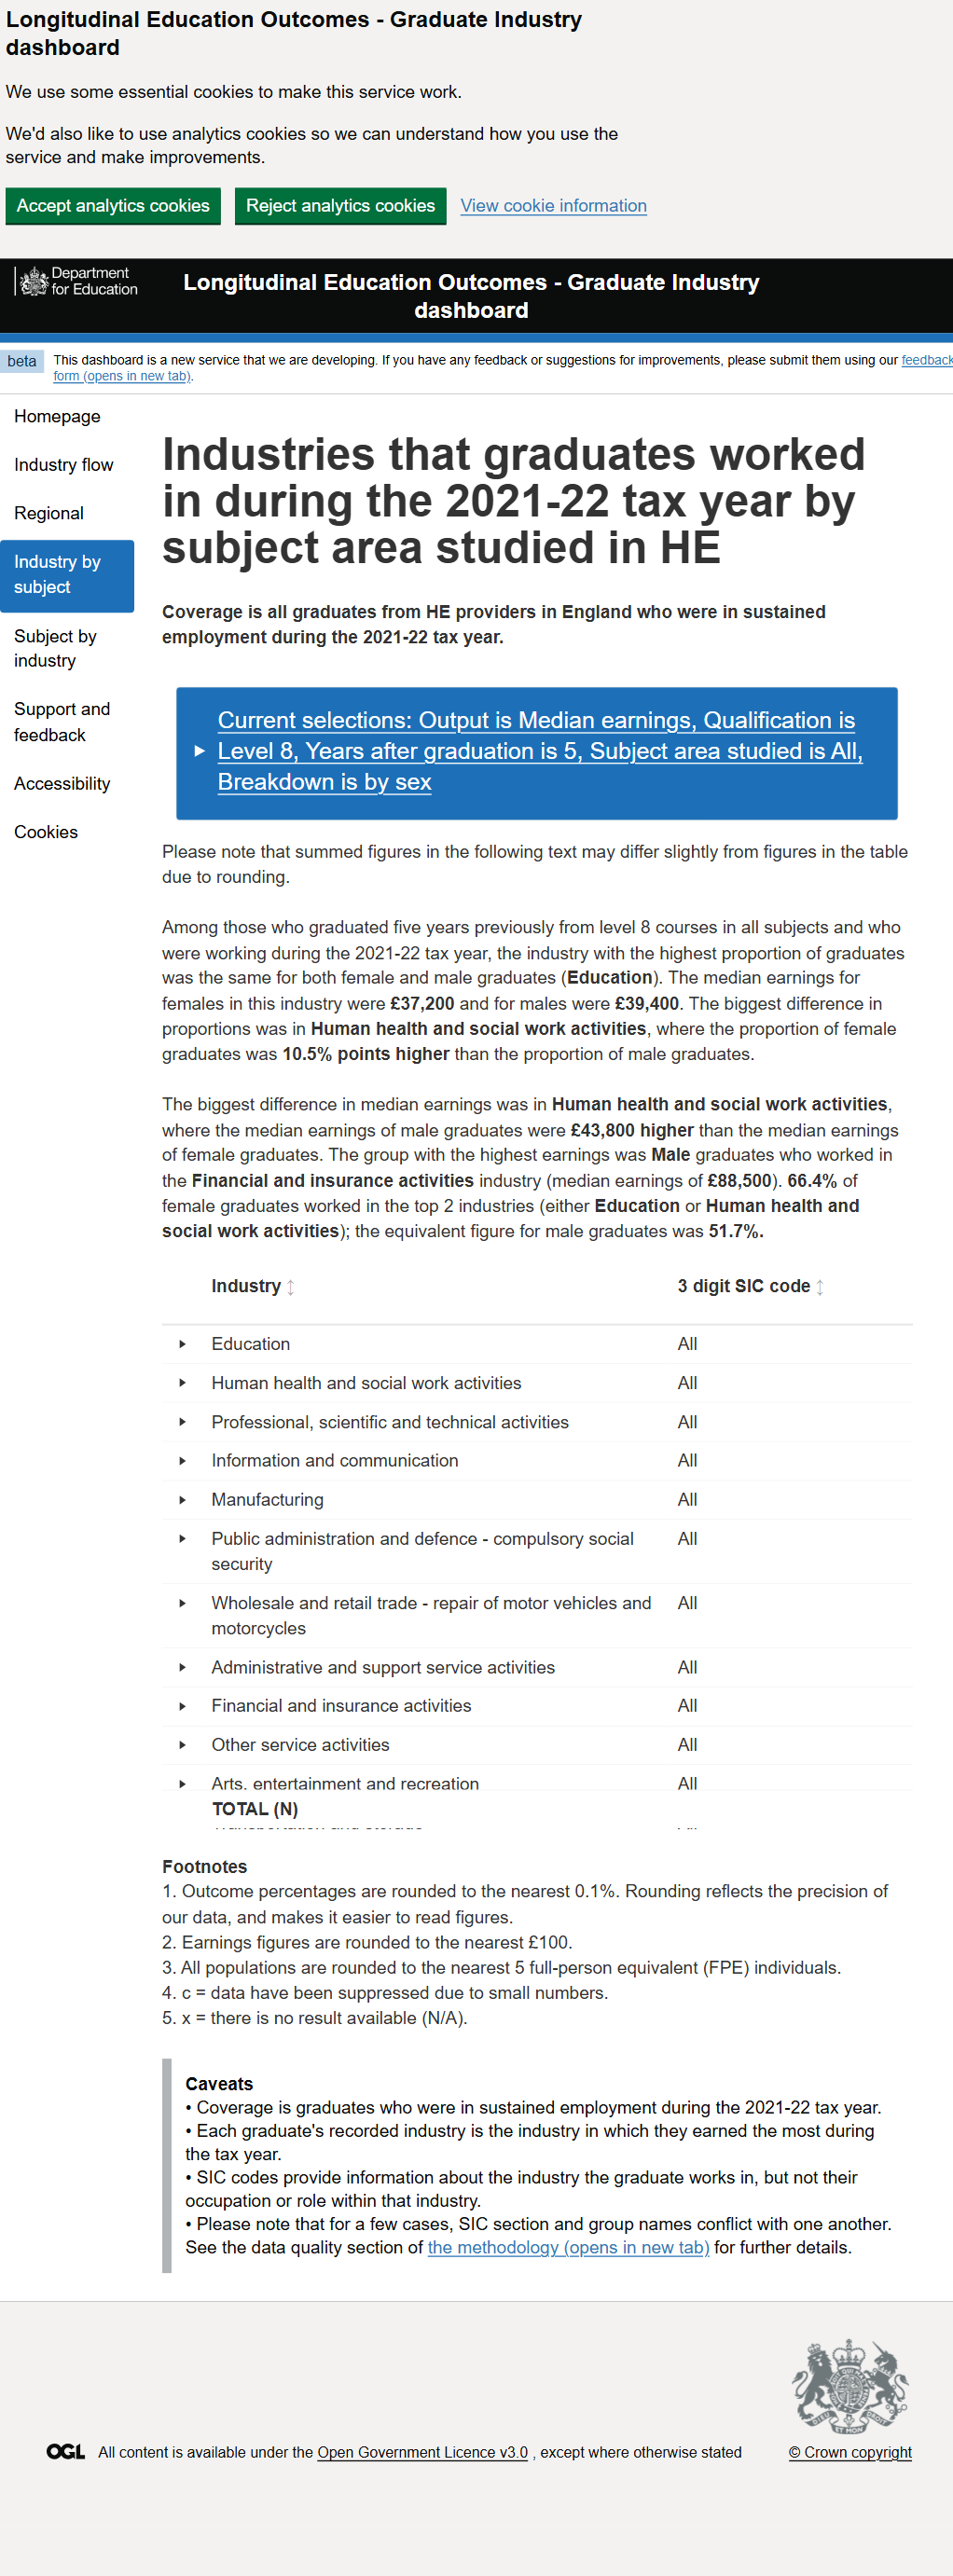 Longitudinal Education Outcomes - Graduate Industry
dashboard
We use some essential cookies to make this service work.
We'd also like to use analytics cookies so we can understand how you use the
service and make improvements.
Accept analytics cookies
Reject analytics cookies
View cookie information
Department
for Education
Longitudinal Education Outcomes - Graduate Industry
dashboard
beta
This dashboard is a new service that we are developing. If you have any feedback or suggestions for improvements, please submit them using our feedback
form (opens in new tab).
Homepage
Industry flow
Regional
Industry by
subject
Subject by
industry
Support and
feedback
Accessibility
Cookies
Industries that graduates worked
in during the 2021-22 tax year by
subject area studied in HE
Coverage is all graduates from HE providers in England who were in sustained
employment during the 2021-22 tax year.
Current selections: Output is Median earnings, Qualification is
Level 8, Years after graduation is 5, Subject area studied is All,
Breakdown is by sex
Please note that summed figures in the following text may differ slightly from figures in the table
due to rounding.
Among those who graduated five years previously from level 8 courses in all subjects and who
were working during the 2021-22 tax year, the industry with the highest proportion of graduates
was the same for both female and male graduates (Education). The median earnings for
females in this industry were £37,200 and for males were £39,400. The biggest difference in
proportions was in Human health and social work activities, where the proportion of female
graduates was 10.5% points higher than the proportion of male graduates.
The biggest difference in median earnings was in Human health and social work activities,
where the median earnings of male graduates were £43,800 higher than the median earnings
of female graduates. The group with the highest earnings was Male graduates who worked in
the Financial and insurance activities industry (median earnings of £88,500). 66.4% of
female graduates worked in the top 2 industries (either Education or Human health and
social work activities); the equivalent figure for male graduates was 51.7%.
Industry 3 digit SIC code
Education All
Human health and social work activities All
Professional, scientific and technical activities All
Information and communication All
Manufacturing All
Public administration and defence - compulsory social All
security
Wholesale and retail trade - repair of motor vehicles and All
motorcycles
Administrative and support service activities All
Financial and insurance activities All
Other service activities All
Arts, entertainment and recreation All
TOTAL (N)
Footnotes
1. Outcome percentages are rounded to the nearest 0.1%. Rounding reflects the precision of
our data, and makes it easier to read figures.
2. Earnings figures are rounded to the nearest £100.
3. All populations are rounded to the nearest 5 full-person equivalent (FPE) individuals.
4. c = data have been suppressed due to small numbers.
5. x = there is no result available (N/A).
Caveats
• Coverage is graduates who were in sustained employment during the 2021-22 tax year.
• Each graduate's recorded industry is the industry in which they earned the most during
the tax year.
• SIC codes provide information about the industry the graduate works in, but not their
occupation or role within that industry.
• Please note that for a few cases, SIC section and group names conflict with one another.
See the data quality section of the methodology (opens in new tab) for further details.
OGL All content is available under the Open Government Licence v3.0 , except where otherwise stated
© Crown copyright